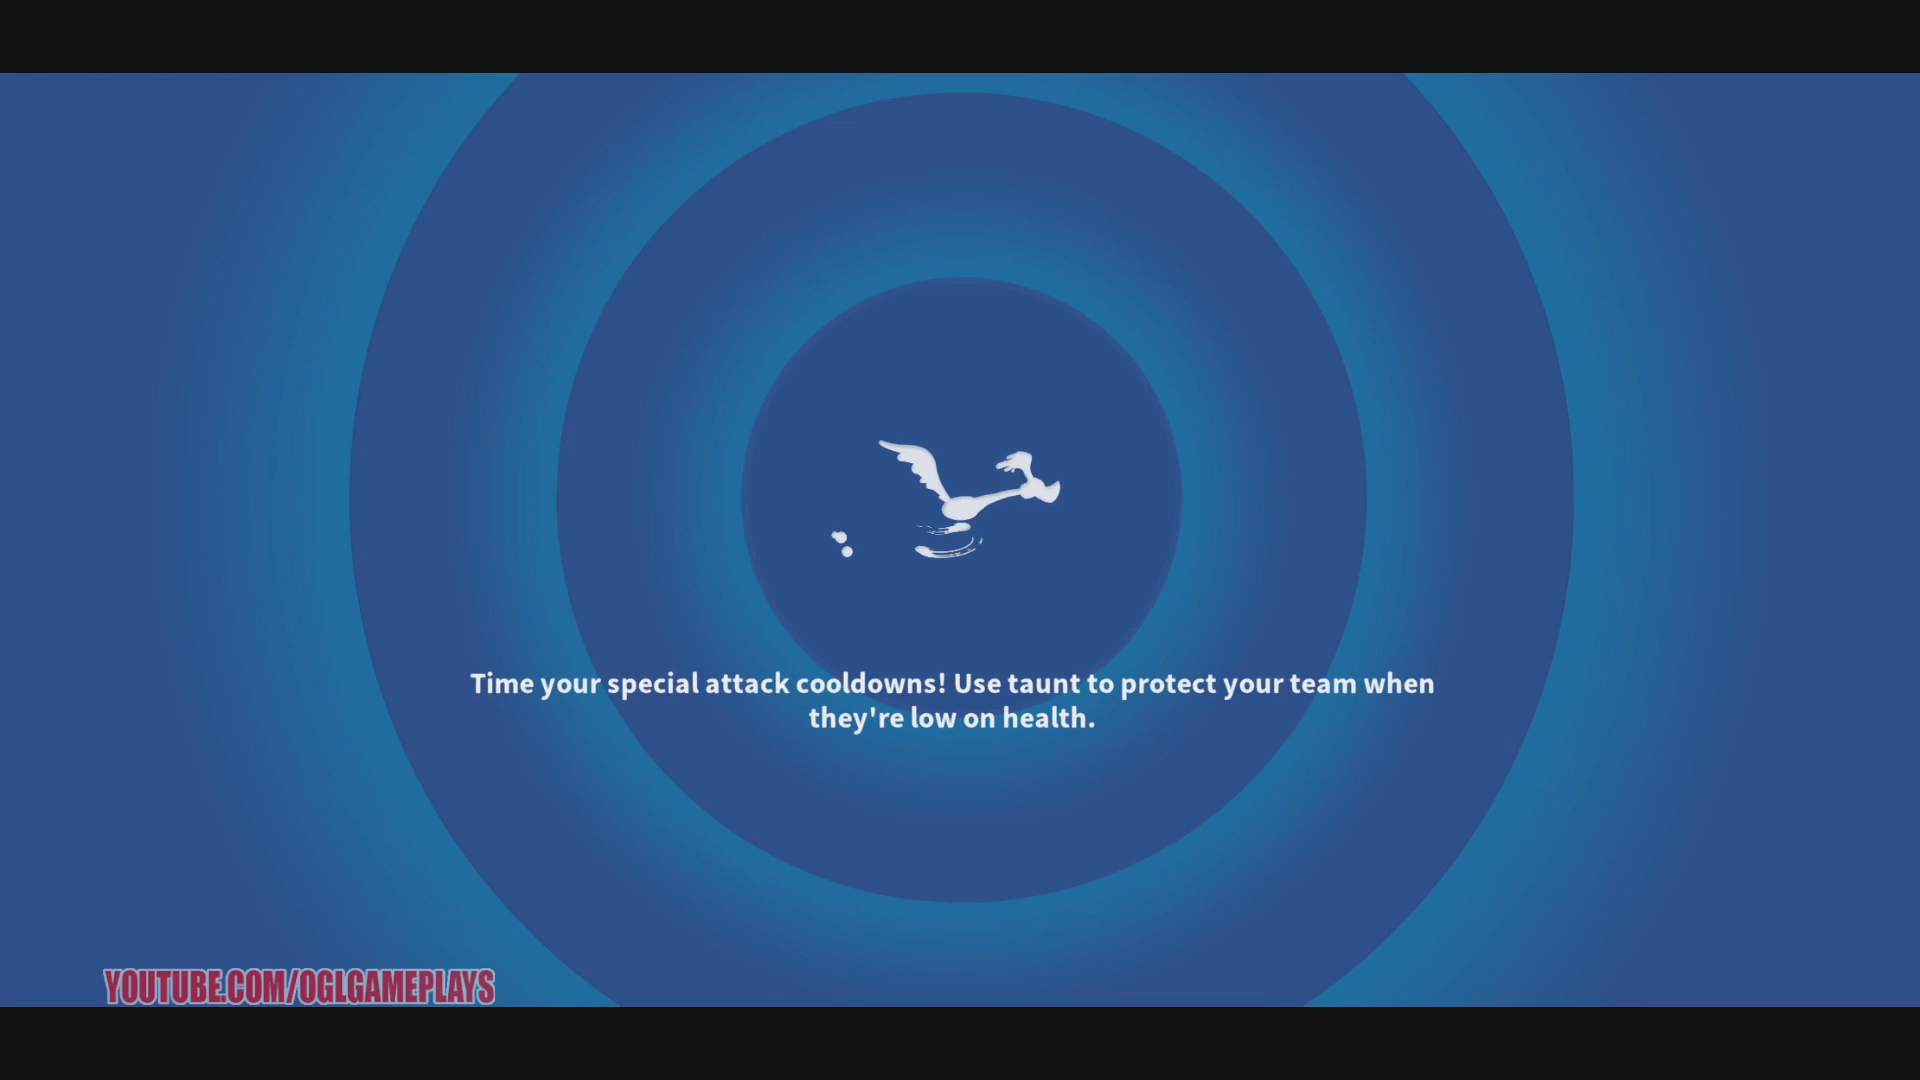 Time your special attack cooldowns! Use taunt to protect your team when
they're low on health.
YOUTUBE.COM/OGLGAMEPLAYS